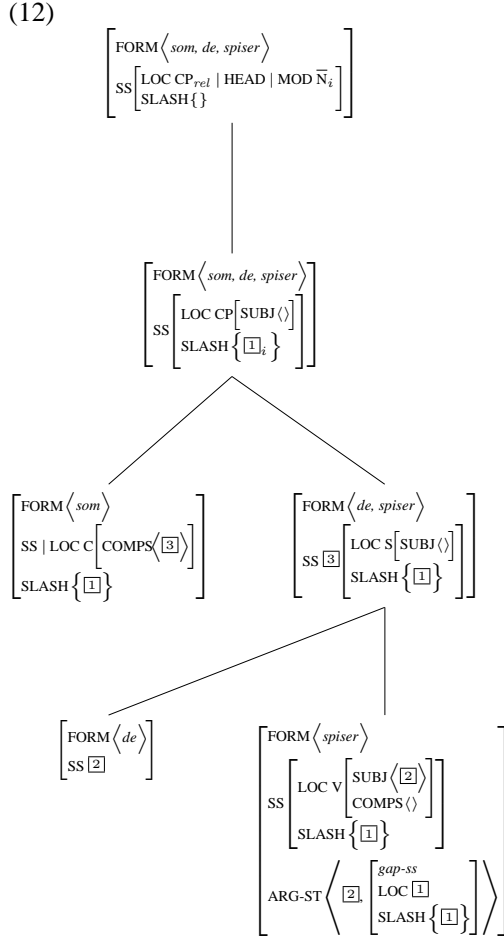 (12)
FORM⟨som, de, spiser⟩
SS[LOC CP_rel | HEAD | MOD N̅_i
SLASH{}]
FORM⟨som, de, spiser⟩
SS[LOC CP[SUBJ⟨⟩]
SLASH{[1]_i}]
FORM⟨som⟩
SS | LOC C[COMPS⟨[3]⟩]
SLASH{[1]}
FORM⟨de, spiser⟩
SS [3][LOC S[SUBJ⟨⟩]
SLASH{[1]}]
FORM⟨de⟩
SS [2]
FORM⟨spiser⟩
SS[LOC V[SUBJ⟨[2]⟩
COMPS⟨⟩]
SLASH{[1]}]
ARG-ST⟨[2], [gap-ss
LOC [1]
SLASH{[1]}]⟩